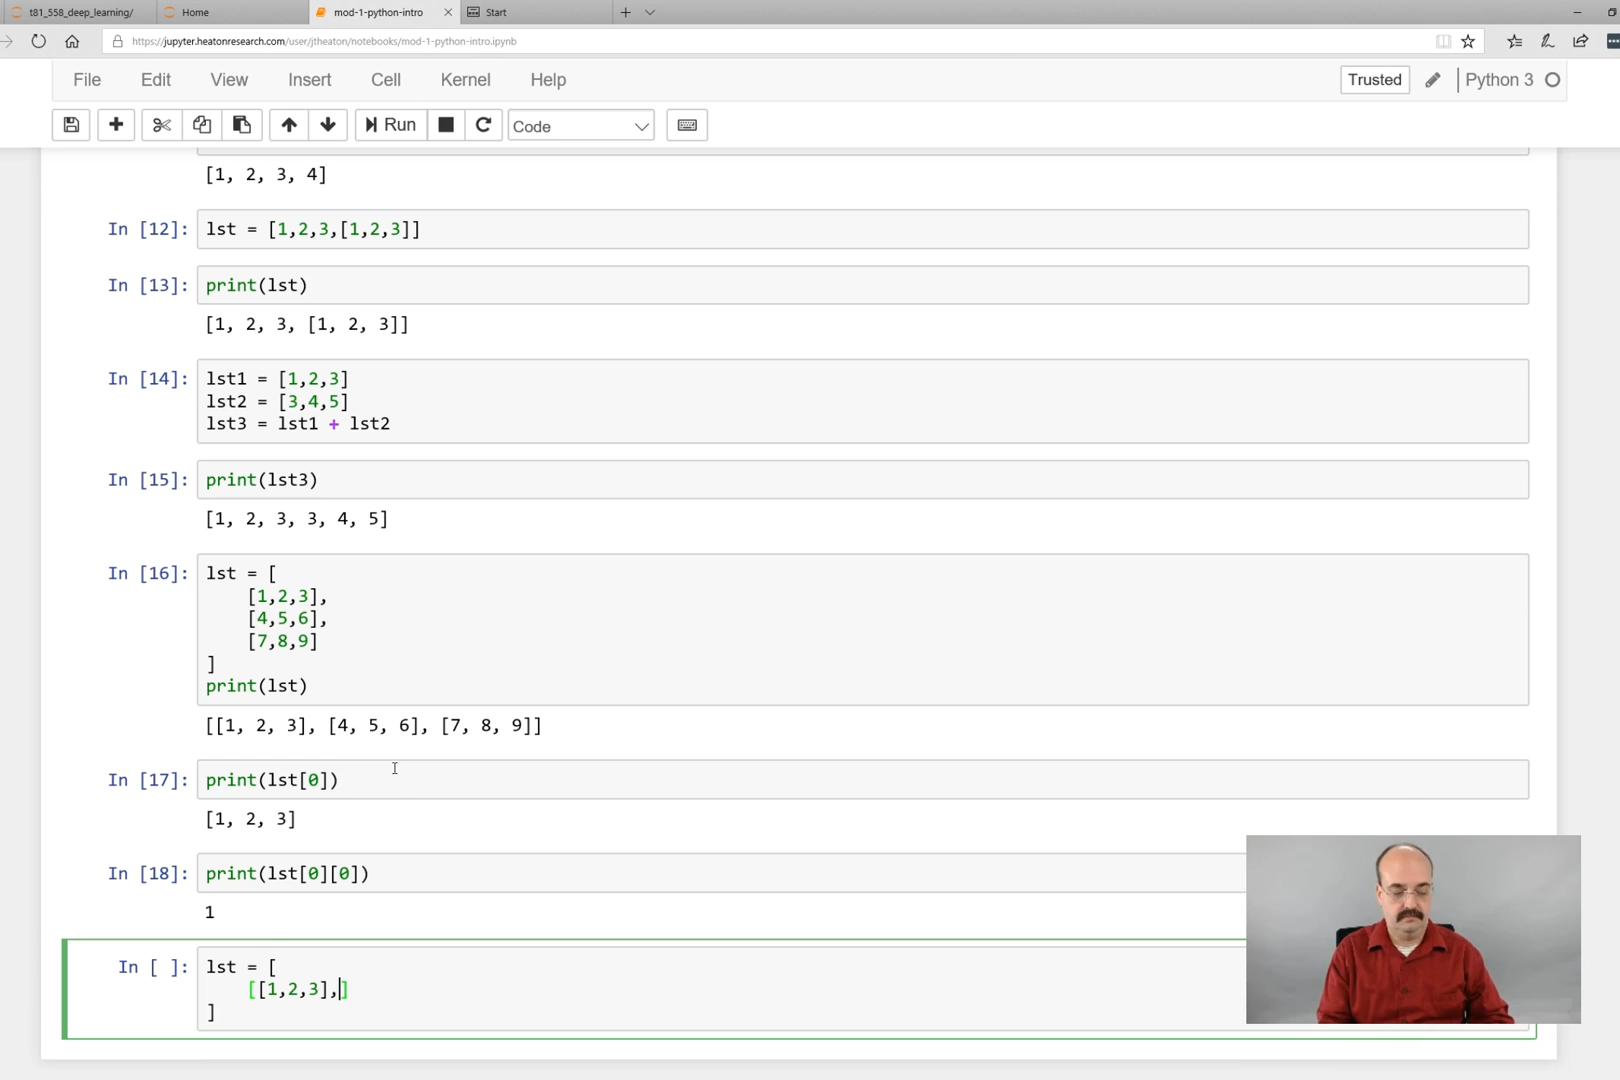 t81_558_deep_learning/
Home
mod-1-python-intro
Start
https://jupyter.heatonresearch.com/user/jtheaton/notebooks/mod-1-python-intro.ipynb
File Edit View Insert Cell Kernel Help
Trusted
Python 3
Run
Code
[1, 2, 3, 4]
In [12]: lst = [1,2,3,[1,2,3]]
In [13]: print(lst)
[1, 2, 3, [1, 2, 3]]
In [14]: lst1 = [1,2,3]
lst2 = [3,4,5]
lst3 = lst1 + lst2
In [15]: print(lst3)
[1, 2, 3, 3, 4, 5]
In [16]: lst = [
[1,2,3],
[4,5,6],
[7,8,9]
]
print(lst)
[[1, 2, 3], [4, 5, 6], [7, 8, 9]]
In [17]: print(lst[0])
[1, 2, 3]
In [18]: print(lst[0][0])
1
In [ ]: lst = [
[[1,2,3],]
]